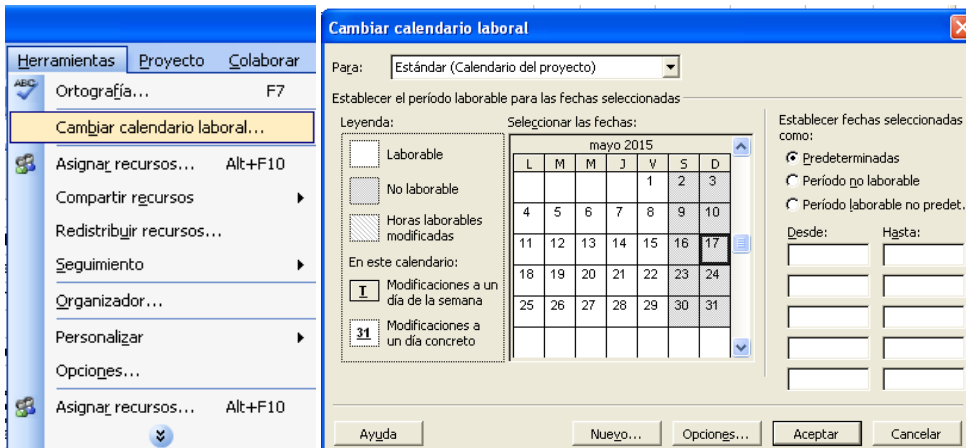 Herramientas Proyecto Colaborar
ABC Ortografía... F7
Cambiar calendario laboral...
Asignar recursos... Alt+F10
Compartir recursos
Redistribuir recursos...
Seguimiento
Organizador...
Personalizar
Opciones...
Asignar recursos... Alt+F10
Cambiar calendario laboral
Para: Estándar (Calendario del proyecto)
Establecer el período laborable para las fechas seleccionadas
Leyenda:
Laborable
No laborable
Horas laborables
modificadas
En este calendario:
I Modificaciones a un
día de la semana
31 Modificaciones a
un día concreto
Seleccionar las fechas:
mayo 2015
L M M J V S D
1 2 3
4 5 6 7 8 9 10
11 12 13 14 15 16 17
18 19 20 21 22 23 24
25 26 27 28 29 30 31
Establecer fechas seleccionadas
como:
Predeterminadas
Período no laborable
Período laborable no predet.
Desde: Hasta:
Ayuda Nuevo... Opciones... Aceptar Cancelar